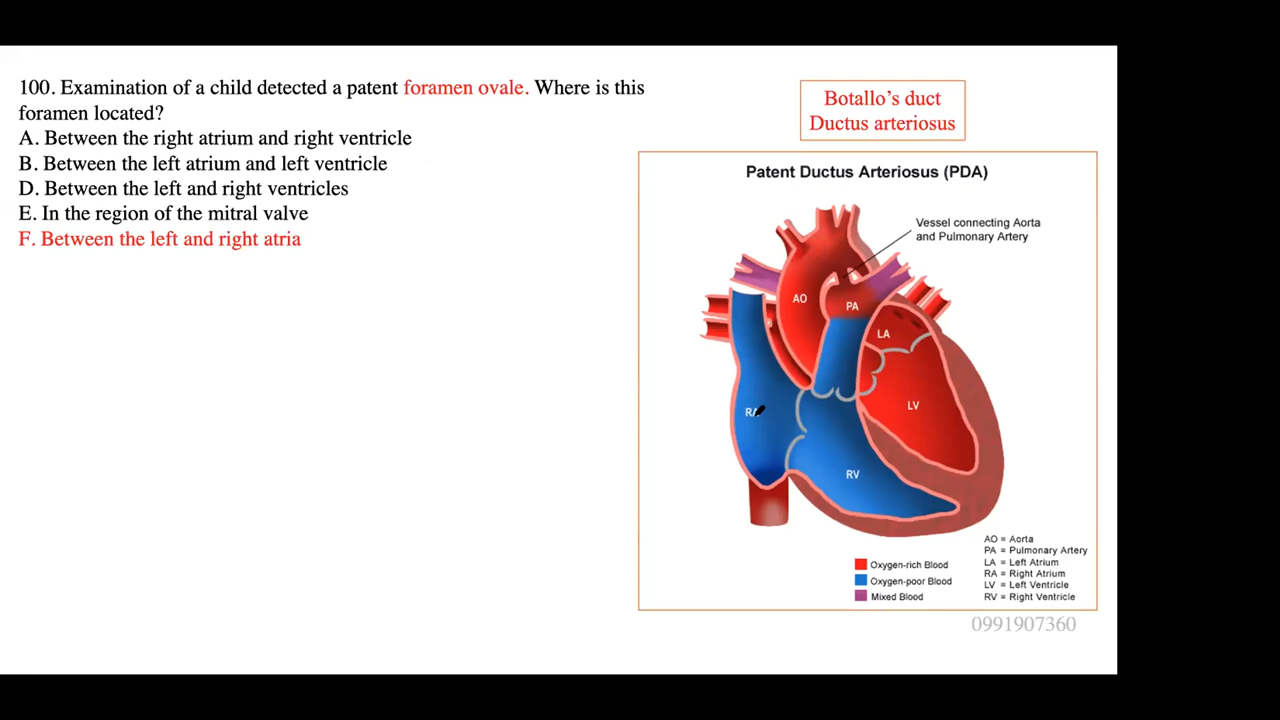 100. Examination of a child detected a patent foramen ovale. Where is this
foramen located?
A. Between the right atrium and right ventricle
B. Between the left atrium and left ventricle
D. Between the left and right ventricles
E. In the region of the mitral valve
F. Between the left and right atria
Botallo's duct
Ductus arteriosus
Patent Ductus Arteriosus (PDA)
Vessel connecting Aorta
and Pulmonary Artery
AO
PA
LA
RA
LV
RV
Oxygen-rich Blood
Oxygen-poor Blood
Mixed Blood
AO = Aorta
PA = Pulmonary Artery
LA = Left Atrium
RA = Right Atrium
LV = Left Ventricle
RV = Right Ventricle
0991907360